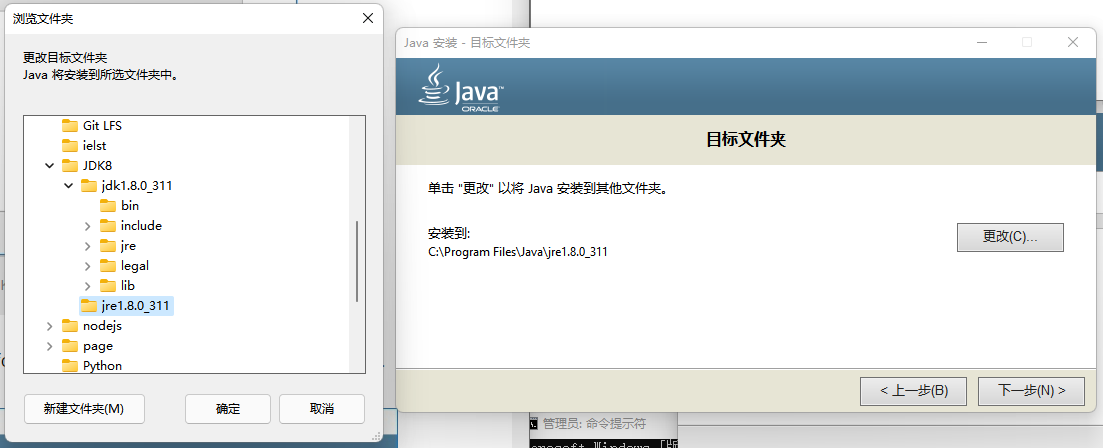 浏览文件夹
更改目标文件夹
Java 将安装到所选文件夹中。
Git LFS
ielst
JDK8
jdk1.8.0_311
bin
include
jre
legal
lib
jre1.8.0_311
nodejs
page
Python
新建文件夹(M)
确定
取消
Java 安装 - 目标文件夹
Java™
ORACLE
目标文件夹
单击 "更改" 以将 Java 安装到其他文件夹。
安装到:
更改(C)...
C:\Program Files\Java\jre1.8.0_311
< 上一步(B)
下一步(N) >
管理员: 命令提示符